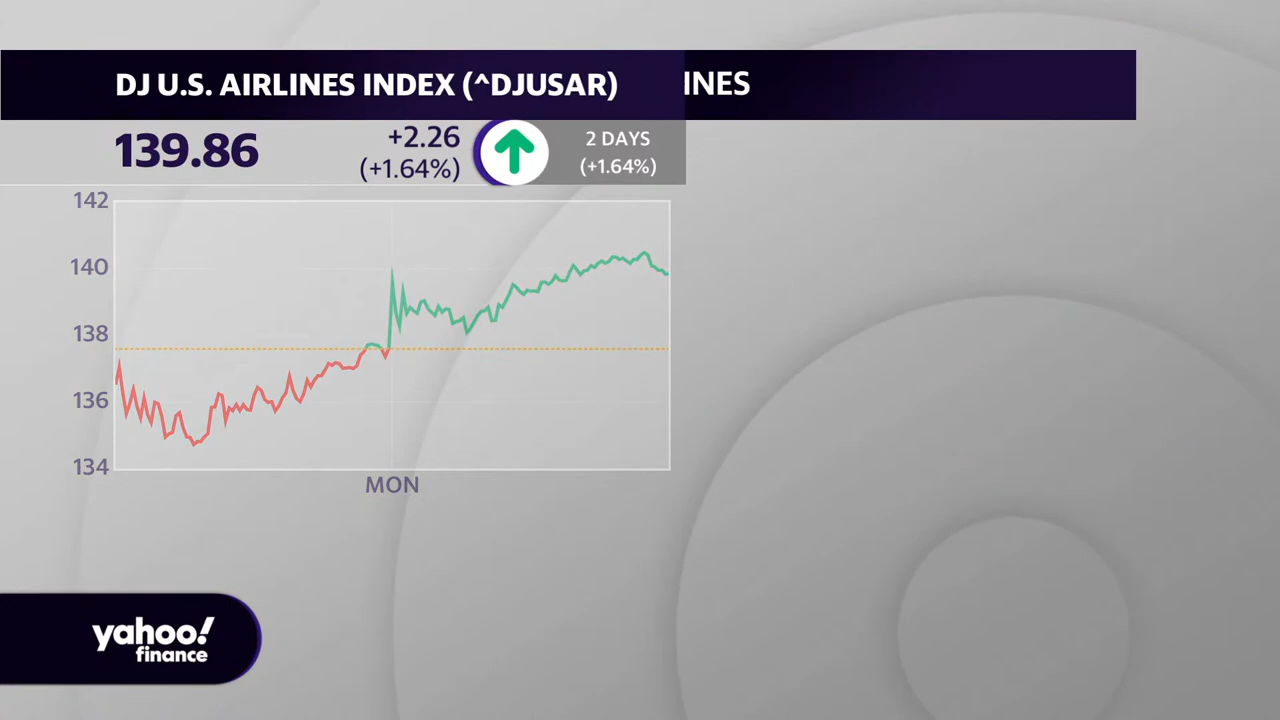 DJ U.S. AIRLINES INDEX (^DJUSAR)
INES
139.86
+2.26
(+1.64%)
2 DAYS
(+1.64%)
142
140
138
136
134
MON
yahoo!
finance